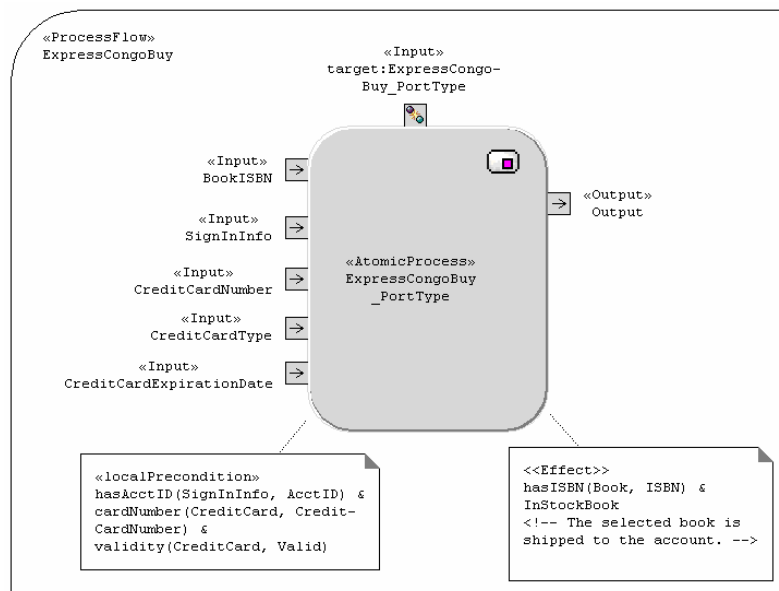 «ProcessFlow»
ExpressCongoBuy
«Input»
target:ExpressCongo-
Buy_PortType
«Input»
BookISBN
«Input»
SignInInfo
«Input»
CreditCardNumber
«Input»
CreditCardType
«Input»
CreditCardExpirationDate
«AtomicProcess»
ExpressCongoBuy
_PortType
«Output»
Output
«localPrecondition»
hasAcctID(SignInInfo, AcctID) &
cardNumber(CreditCard, Credit-
CardNumber) &
validity(CreditCard, Valid)
<<Effect>>
hasISBN(Book, ISBN) &
InStockBook
<!-- The selected book is
shipped to the account. -->